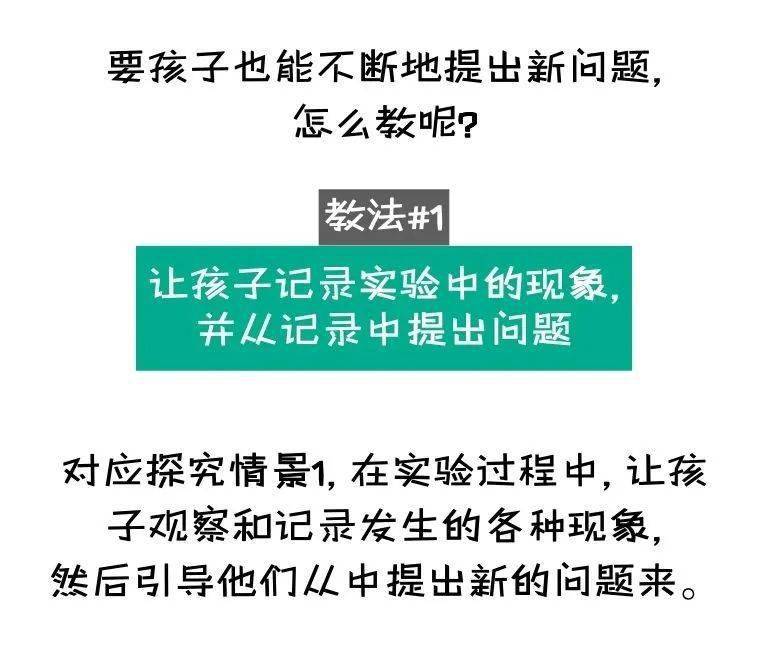 要孩子也能不断地提出新问题,
怎么教呢?
教法#1
让孩子记录实验中的现象,
并从记录中提出问题
对应探究情景1, 在实验过程中, 让孩
子观察和记录发生的各种现象,
然后引导他们从中提出新的问题来。